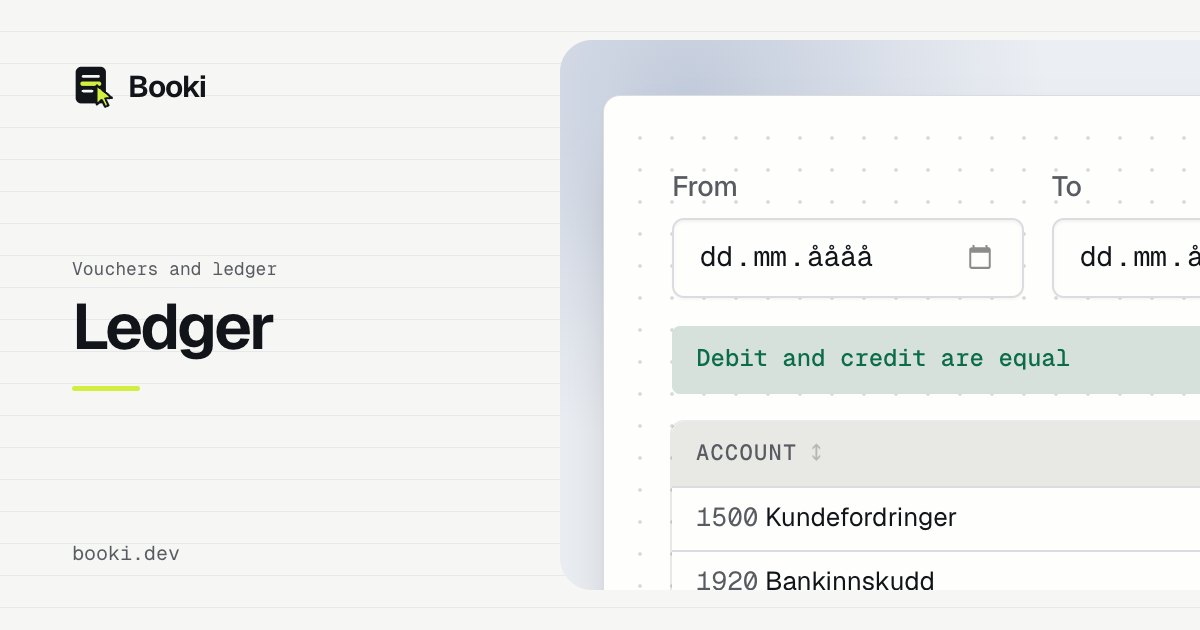 Booki
Vouchers and ledger
Ledger
booki.dev
From
To
dd.mm.åååå
dd.mm.å
Debit and credit are equal
ACCOUNT ↕
1500 Kundefordringer
1920 Bankinnskudd